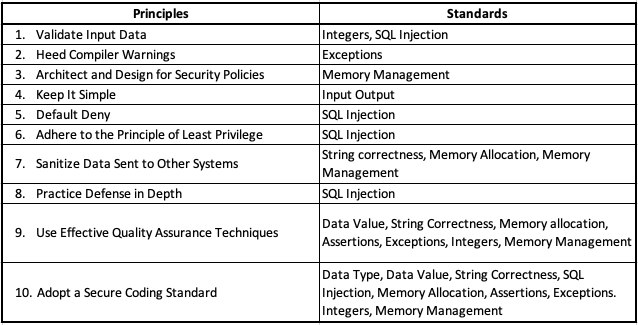 Principles Standards
1. Validate Input Data Integers, SQL Injection
2. Heed Compiler Warnings Exceptions
3. Architect and Design for Security Policies Memory Management
4. Keep It Simple Input Output
5. Default Deny SQL Injection
6. Adhere to the Principle of Least Privilege SQL Injection
7. Sanitize Data Sent to Other Systems String correctness, Memory Allocation, Memory
Management
8. Practice Defense in Depth SQL Injection
9. Use Effective Quality Assurance Techniques Data Value, String Correctness, Memory allocation,
Assertions, Exceptions, Integers, Memory Management
10. Adopt a Secure Coding Standard Data Type, Data Value, String Correctness, SQL
Injection, Memory Allocation, Assertions, Exceptions.
Integers, Memory Management